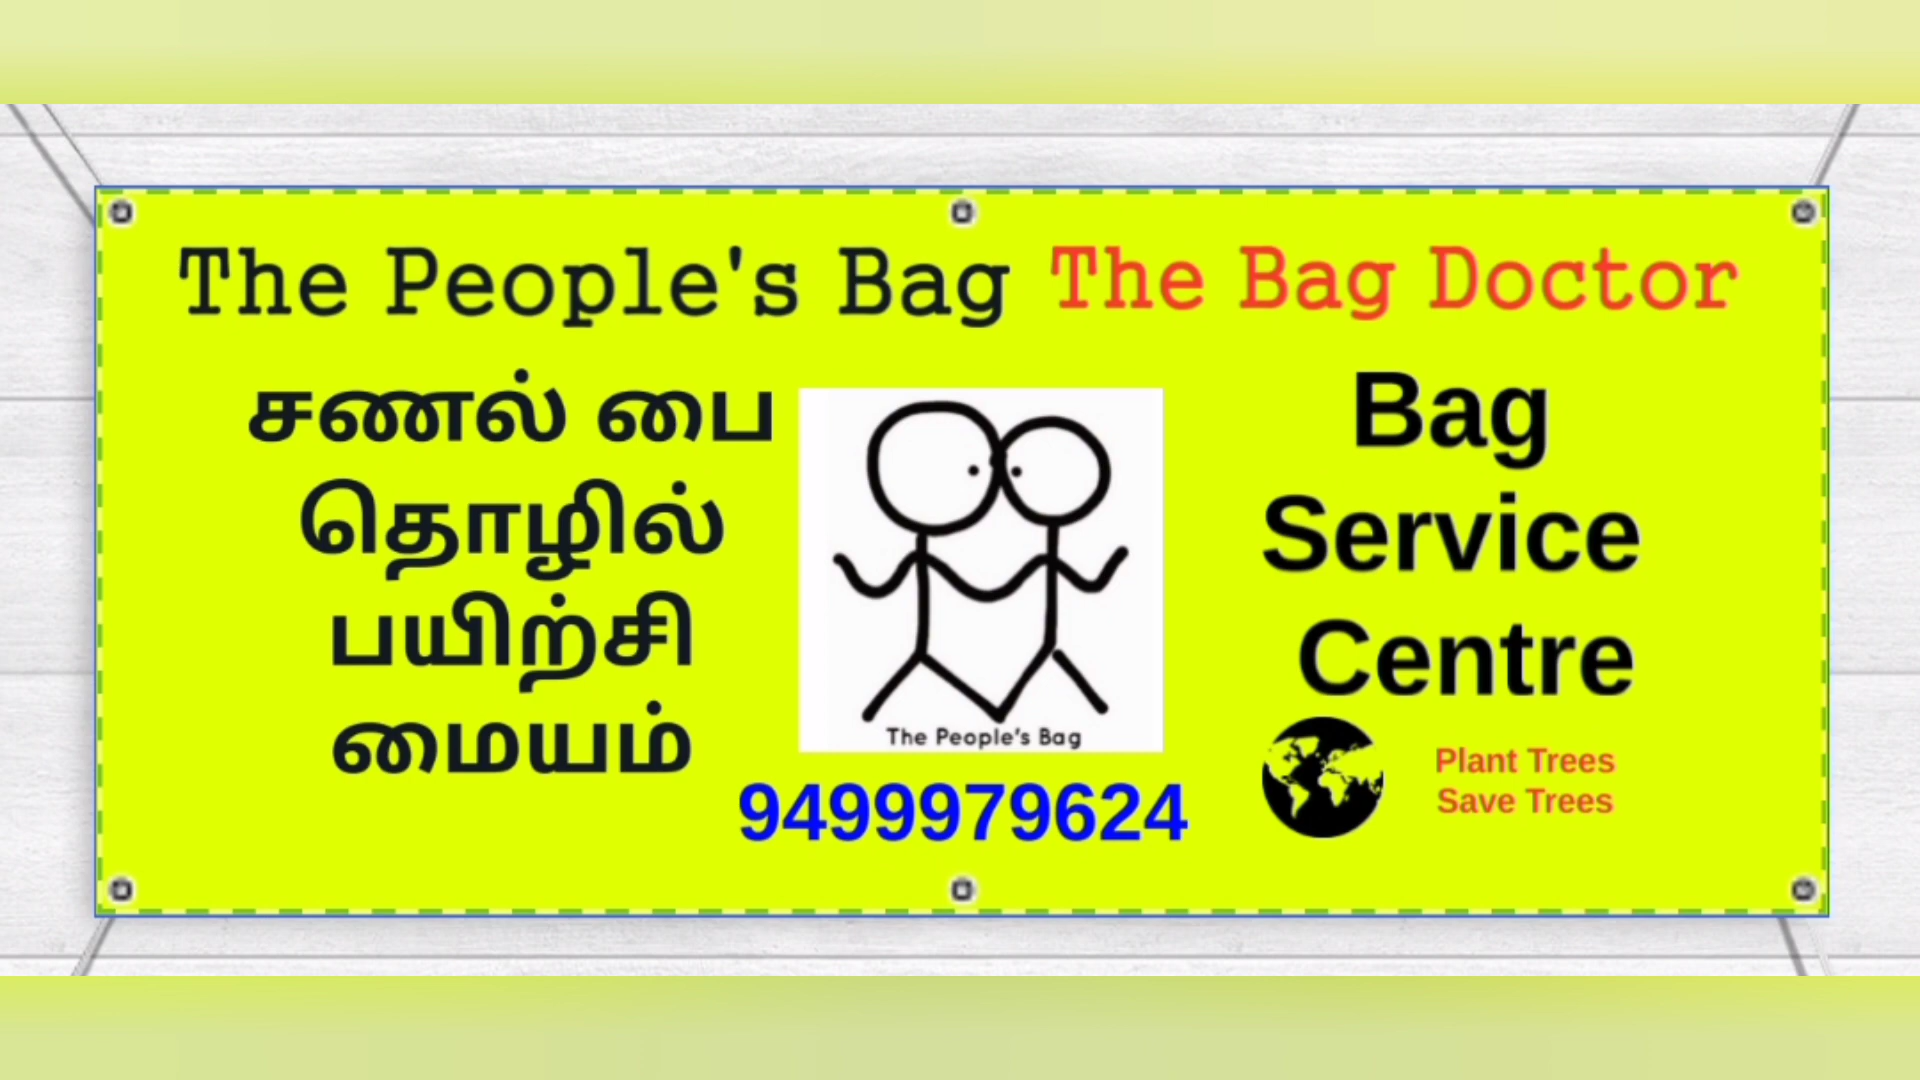 The People's Bag The Bag Doctor
சணல் பை
தொழில்
பயிற்சி
மையம்
The People's Bag
9499979624
Bag
Service
Centre
Plant Trees
Save Trees